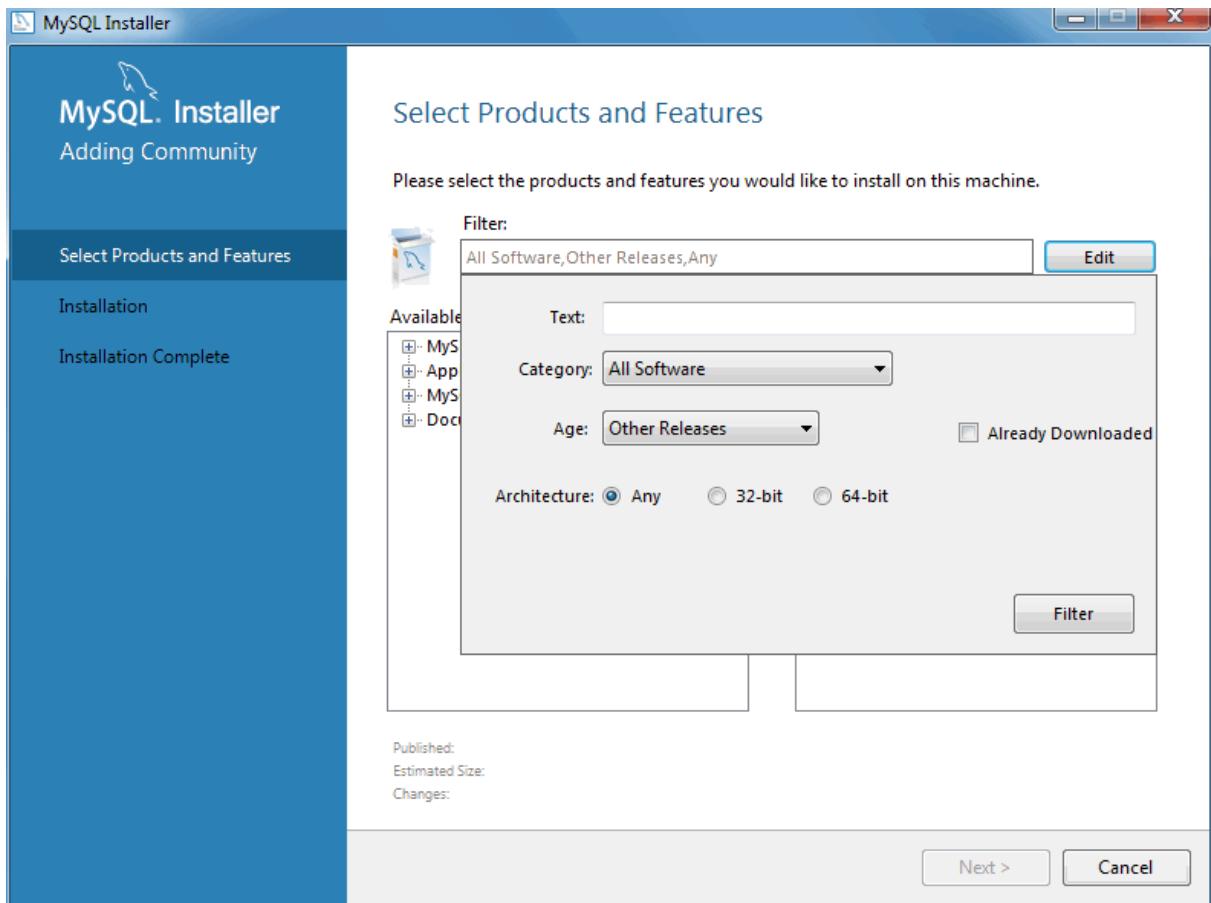 MySQL Installer
MySQL. Installer
Adding Community
Select Products and Features
Installation
Installation Complete
Select Products and Features
Please select the products and features you would like to install on this machine.
Filter:
All Software,Other Releases,Any
Edit
Available
MyS
App
MyS
Docu
Text:
Category: All Software
Age: Other Releases
Already Downloaded
Architecture: Any 32-bit 64-bit
Filter
Published:
Estimated Size:
Changes:
Next > Cancel